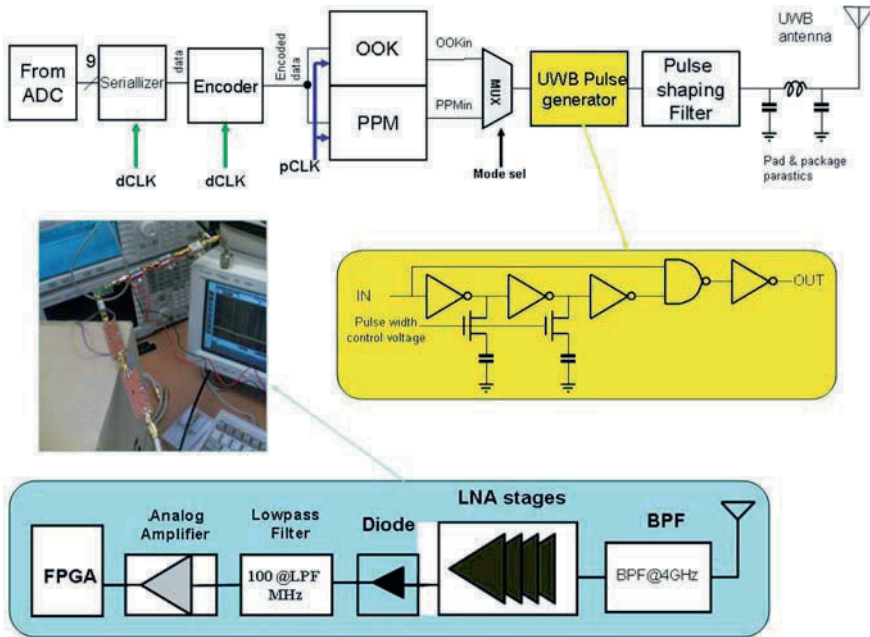 UWB
antenna
From
ADC
9
Seriallizer
data
Encoder
Encoded
data
OOK
PPM
OOKin
PPMin
MUX
UWB Pulse
generator
Pulse
shaping
Filter
dCLK
dCLK
pCLK
Mode sel
Pad & package
parastics
IN
OUT
Pulse width
control voltage
LNA stages
Analog
Amplifier
Lowpass
Filter
Diode
BPF
FPGA
100 @LPF
MHz
BPF@4GHz